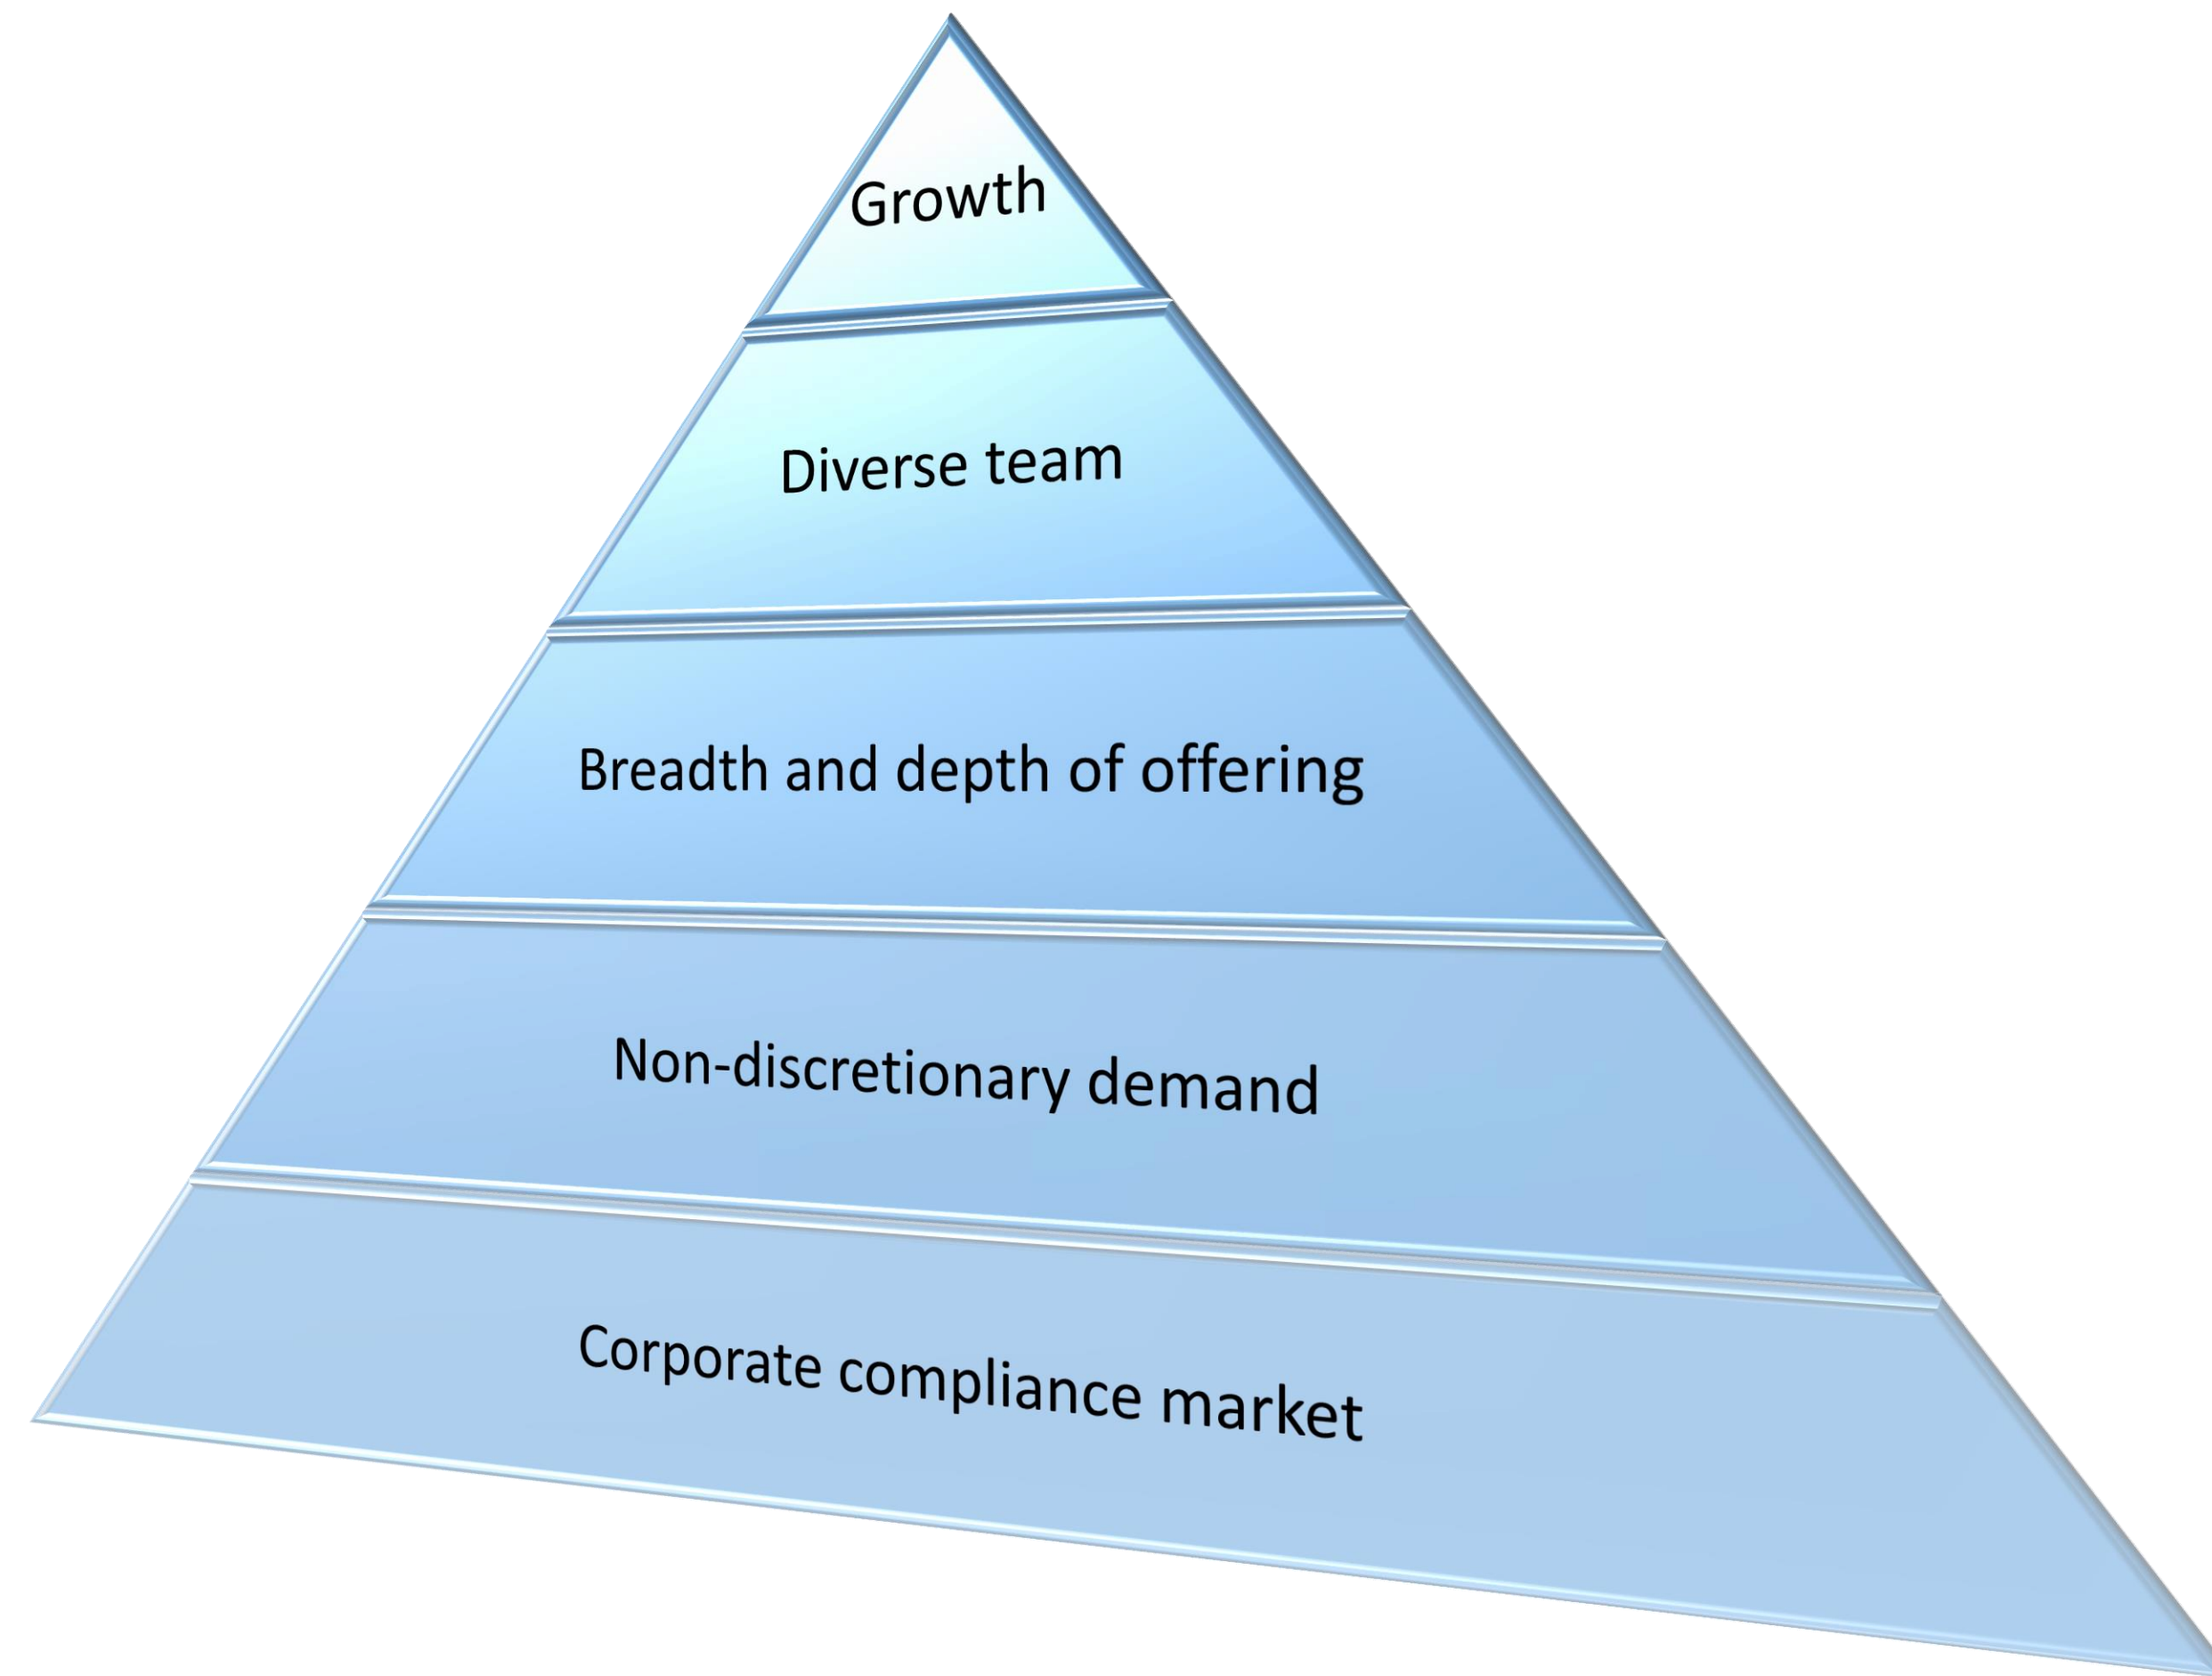 Growth
Diverse team
Breadth and depth of offering
Non-discretionary demand
Corporate compliance market